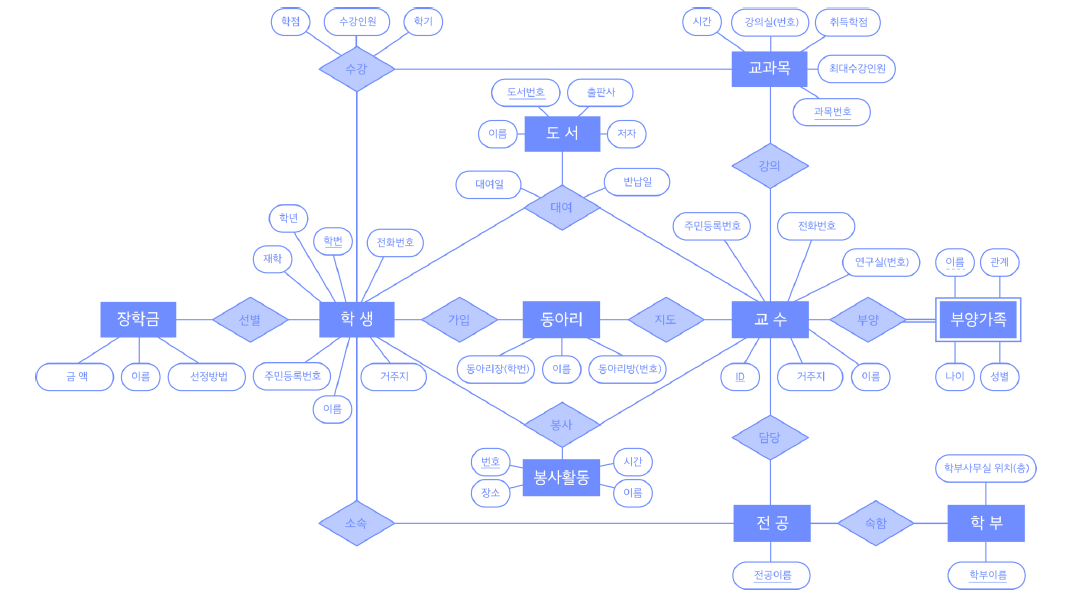 학점
수강인원
학기
시간
강의실(번호)
취득학점
수강
교과목
최대수강인원
도서번호
출판사
과목번호
이름
도 서
저자
강의
대여일
반납일
대여
학년
학번
전화번호
재학
주민등록번호
전화번호
연구실(번호)
이름
관계
장학금
선별
학 생
가입
동아리
지도
교 수
부양
부양가족
금 액
이름
선정방법
주민등록번호
거주지
이름
동아리장(학번)
이름
동아리방(번호)
ID
거주지
이름
나이
성별
봉사
담당
번호
장소
봉사활동
시간
이름
학부사무실 위치(층)
소속
전 공
속함
학 부
전공이름
학부이름